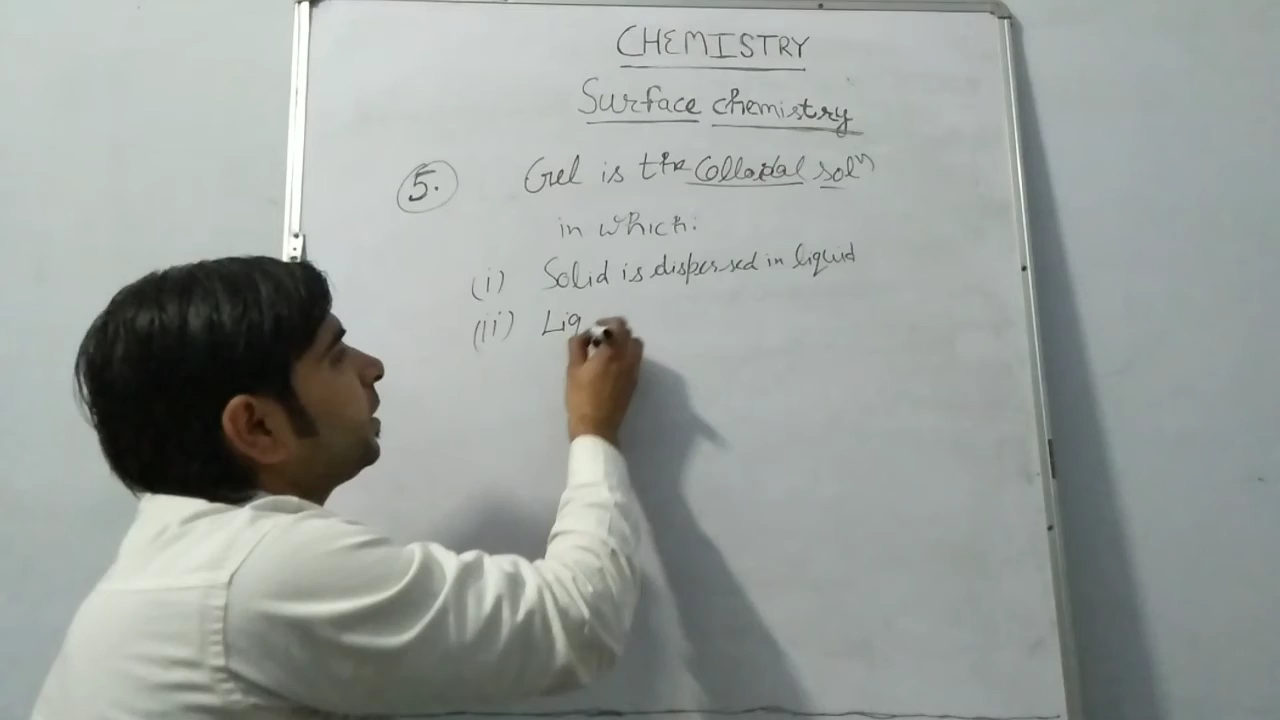 CHEMISTRY
Surface chemistry
5. Gel is the Colloidal solⁿ
in which:
(i) Solid is dispersed in liquid
(ii) Liq